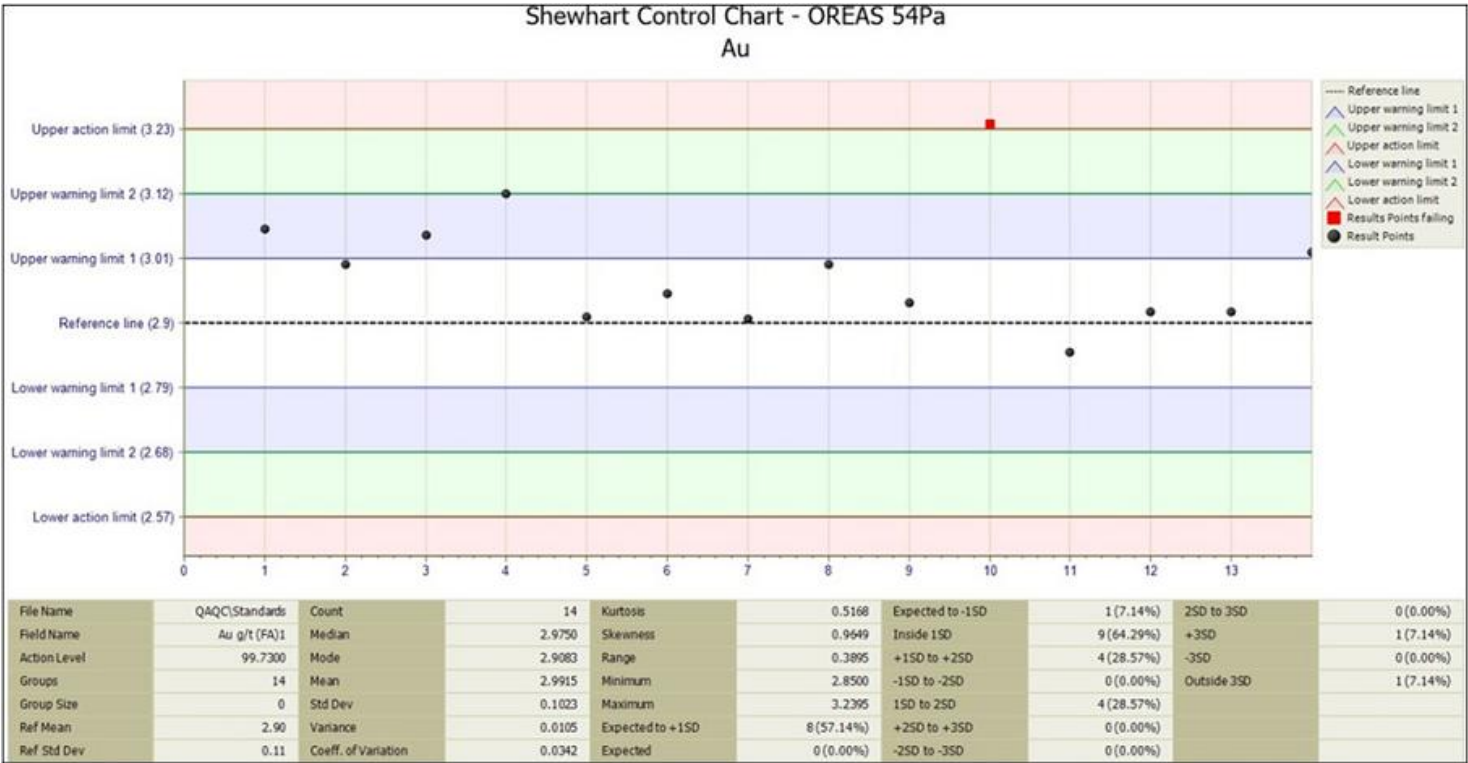 Shewhart Control Chart - OREAS 54Pa
Au
Upper action limit (3.23)
Upper warning limit 2 (3.12)
Upper warning limit 1 (3.01)
Reference line (2.9)
Lower warning limit 1 (2.79)
Lower warning limit 2 (2.68)
Lower action limit (2.57)
0 1 2 3 4 5 6 7 8 9 10 11 12 13
Reference line
Upper warning limit 1
Upper warning limit 2
Upper action limit
Lower warning limit 1
Lower warning limit 2
Lower action limit
Results Points failing
Result Points
File Name QAQC\Standards Count 14 Kurtosis 0.5168 Expected to -1SD 1 (7.14%) 2SD to 3SD 0 (0.00%)
Field Name Au g/t (FA)1 Median 2.9750 Skewness 0.9649 Inside 1SD 9 (64.29%) +3SD 1 (7.14%)
Action Level 99.7300 Mode 2.9083 Range 0.3895 +1SD to +2SD 4 (28.57%) -3SD 0 (0.00%)
Groups 14 Mean 2.9915 Minimum 2.8500 -1SD to -2SD 0 (0.00%) Outside 3SD 1 (7.14%)
Group Size 0 Std Dev 0.1023 Maximum 3.2395 1SD to 2SD 4 (28.57%)
Ref Mean 2.90 Variance 0.0105 Expected to +1SD 8 (57.14%) +2SD to +3SD 0 (0.00%)
Ref Std Dev 0.11 Coeff. of Variation 0.0342 Expected 0 (0.00%) -2SD to -3SD 0 (0.00%)